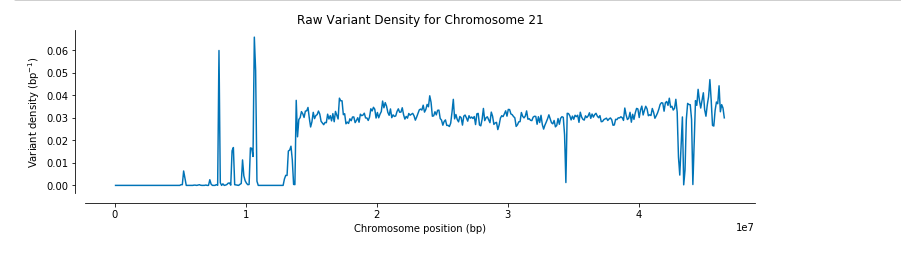 Raw Variant Density for Chromosome 21
Variant density (bp⁻¹)
0.06
0.05
0.04
0.03
0.02
0.01
0.00
0 1 2 3 4
1e7
Chromosome position (bp)